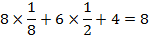 8 × 1/8 + 6 × 1/2 + 4 = 8